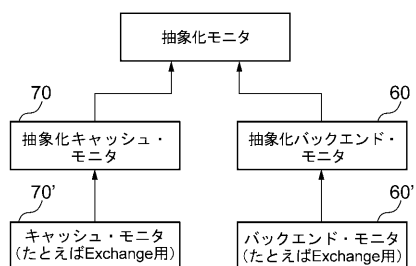 抽象化モニタ
70
60
抽象化キャッシュ・
モニタ
抽象化バックエンド・
モニタ
70'
60'
キャッシュ・モニタ
(たとえばExchange用)
バックエンド・モニタ
(たとえばExchange用)